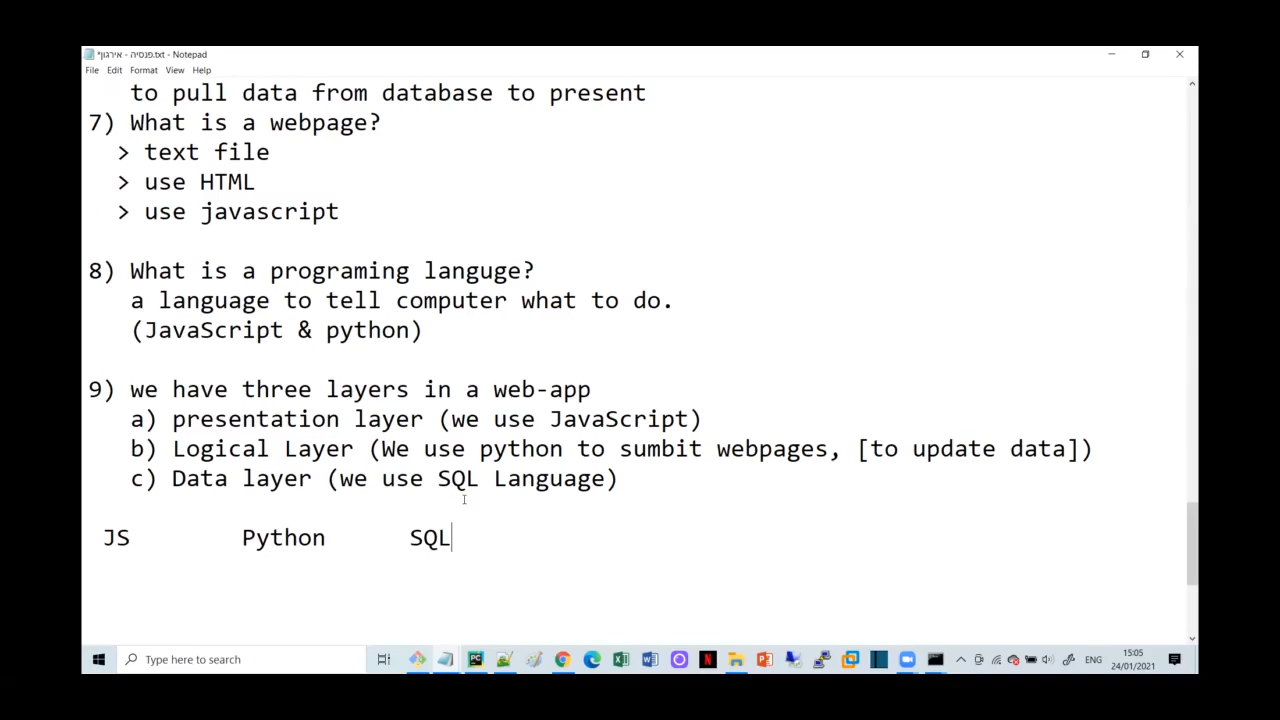 *פנסיה - אירגון.txt - Notepad
File Edit Format View Help
to pull data from database to present
7) What is a webpage?
> text file
> use HTML
> use javascript
8) What is a programing languge?
a language to tell computer what to do.
(JavaScript & python)
9) we have three layers in a web-app
a) presentation layer (we use JavaScript)
b) Logical Layer (We use python to sumbit webpages, [to update data])
c) Data layer (we use SQL Language)
JS Python SQL
Type here to search
ENG
15:05
24/01/2021